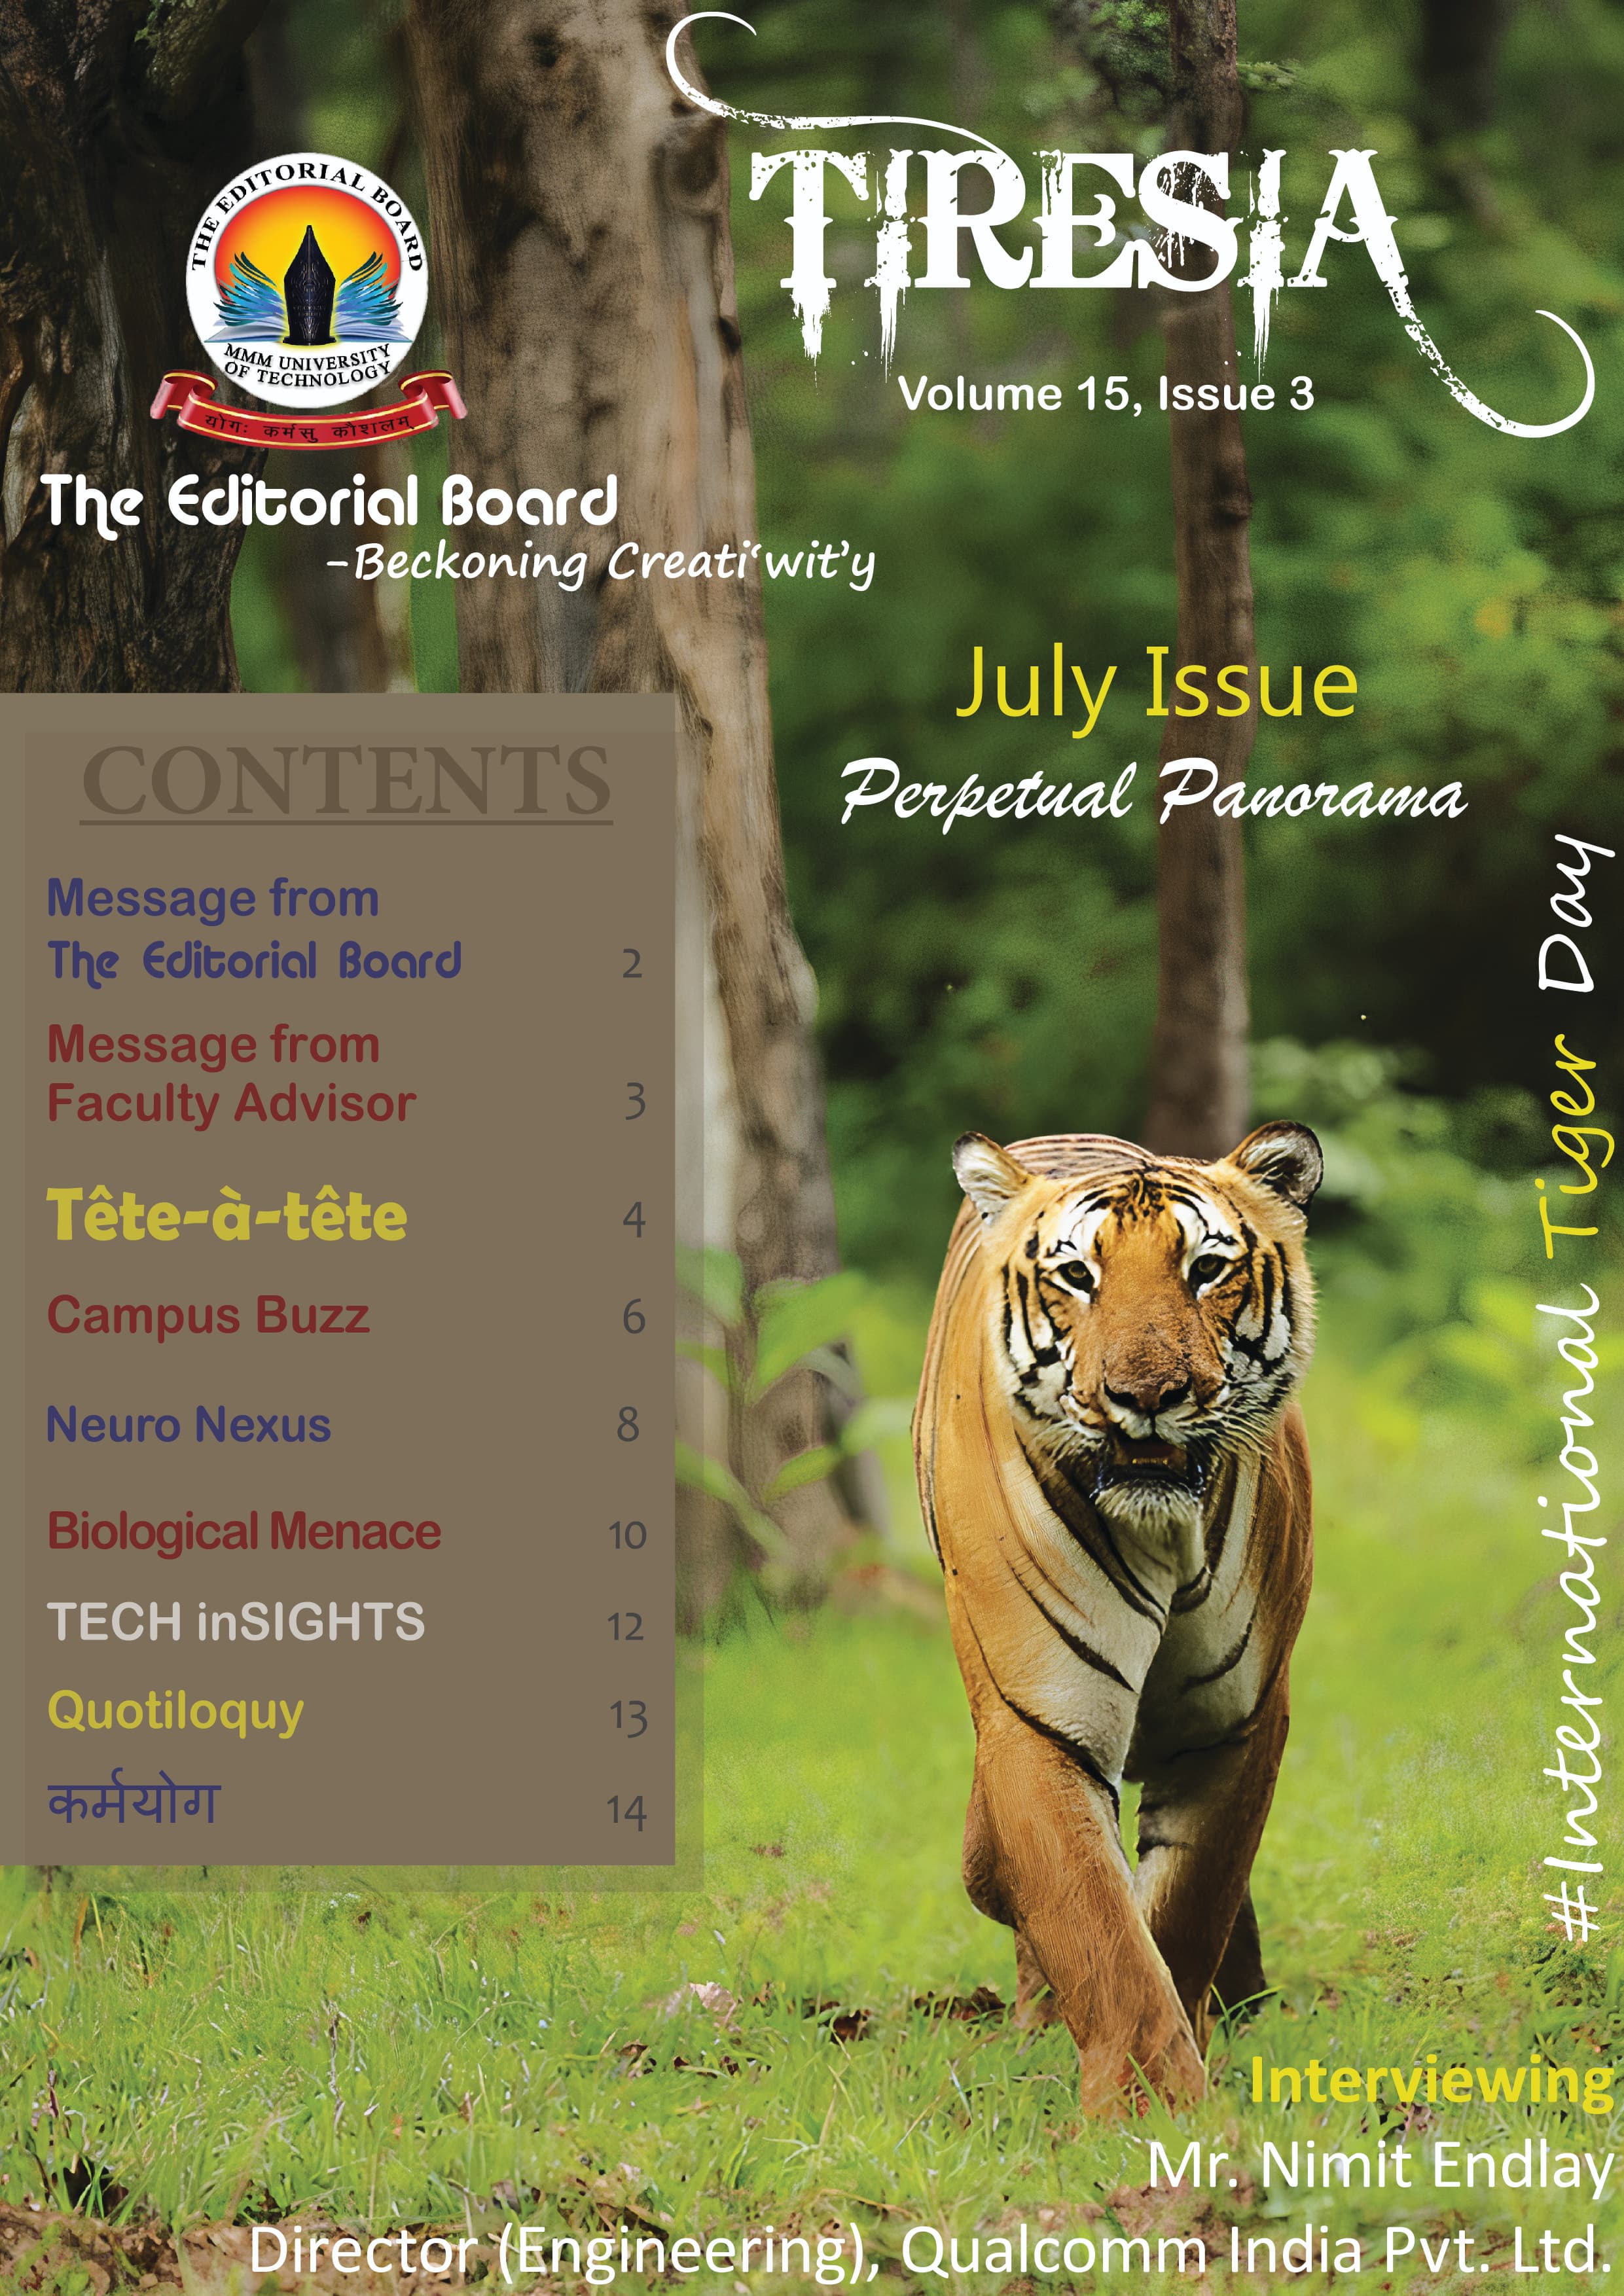 TIRESIA
Volume 15, Issue 3
THE EDITORIAL BOARD
MMM UNIVERSITY
OF TECHNOLOGY
योगः कर्मसु कौशलम्
The Editorial Board
-Beckoning Creati‘wit’y
July Issue
Perpetual Panorama
#International Tiger Day
CONTENTS
Message from
The Editorial Board 2
Message from
Faculty Advisor 3
Tête-à-tête 4
Campus Buzz 6
Neuro Nexus 8
Biological Menace 10
TECH inSIGHTS 12
Quotiloquy 13
कर्मयोग 14
Interviewing
Mr. Nimit Endlay
Director (Engineering), Qualcomm India Pvt. Ltd.